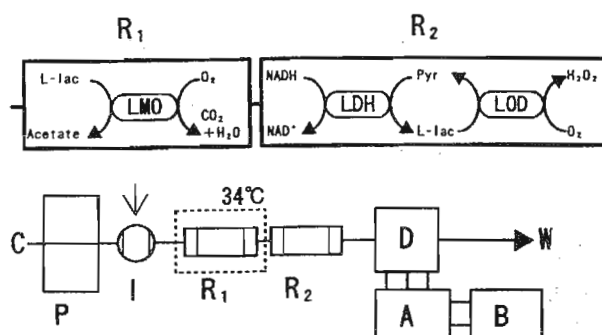 R₁ R₂
L-lac O₂ NADH Pyr H₂O₂
LMO LDH LOD
Acetate CO₂ +H₂O NAD⁺ L-lac O₂
34℃
C D W
P I R₁ R₂ A B